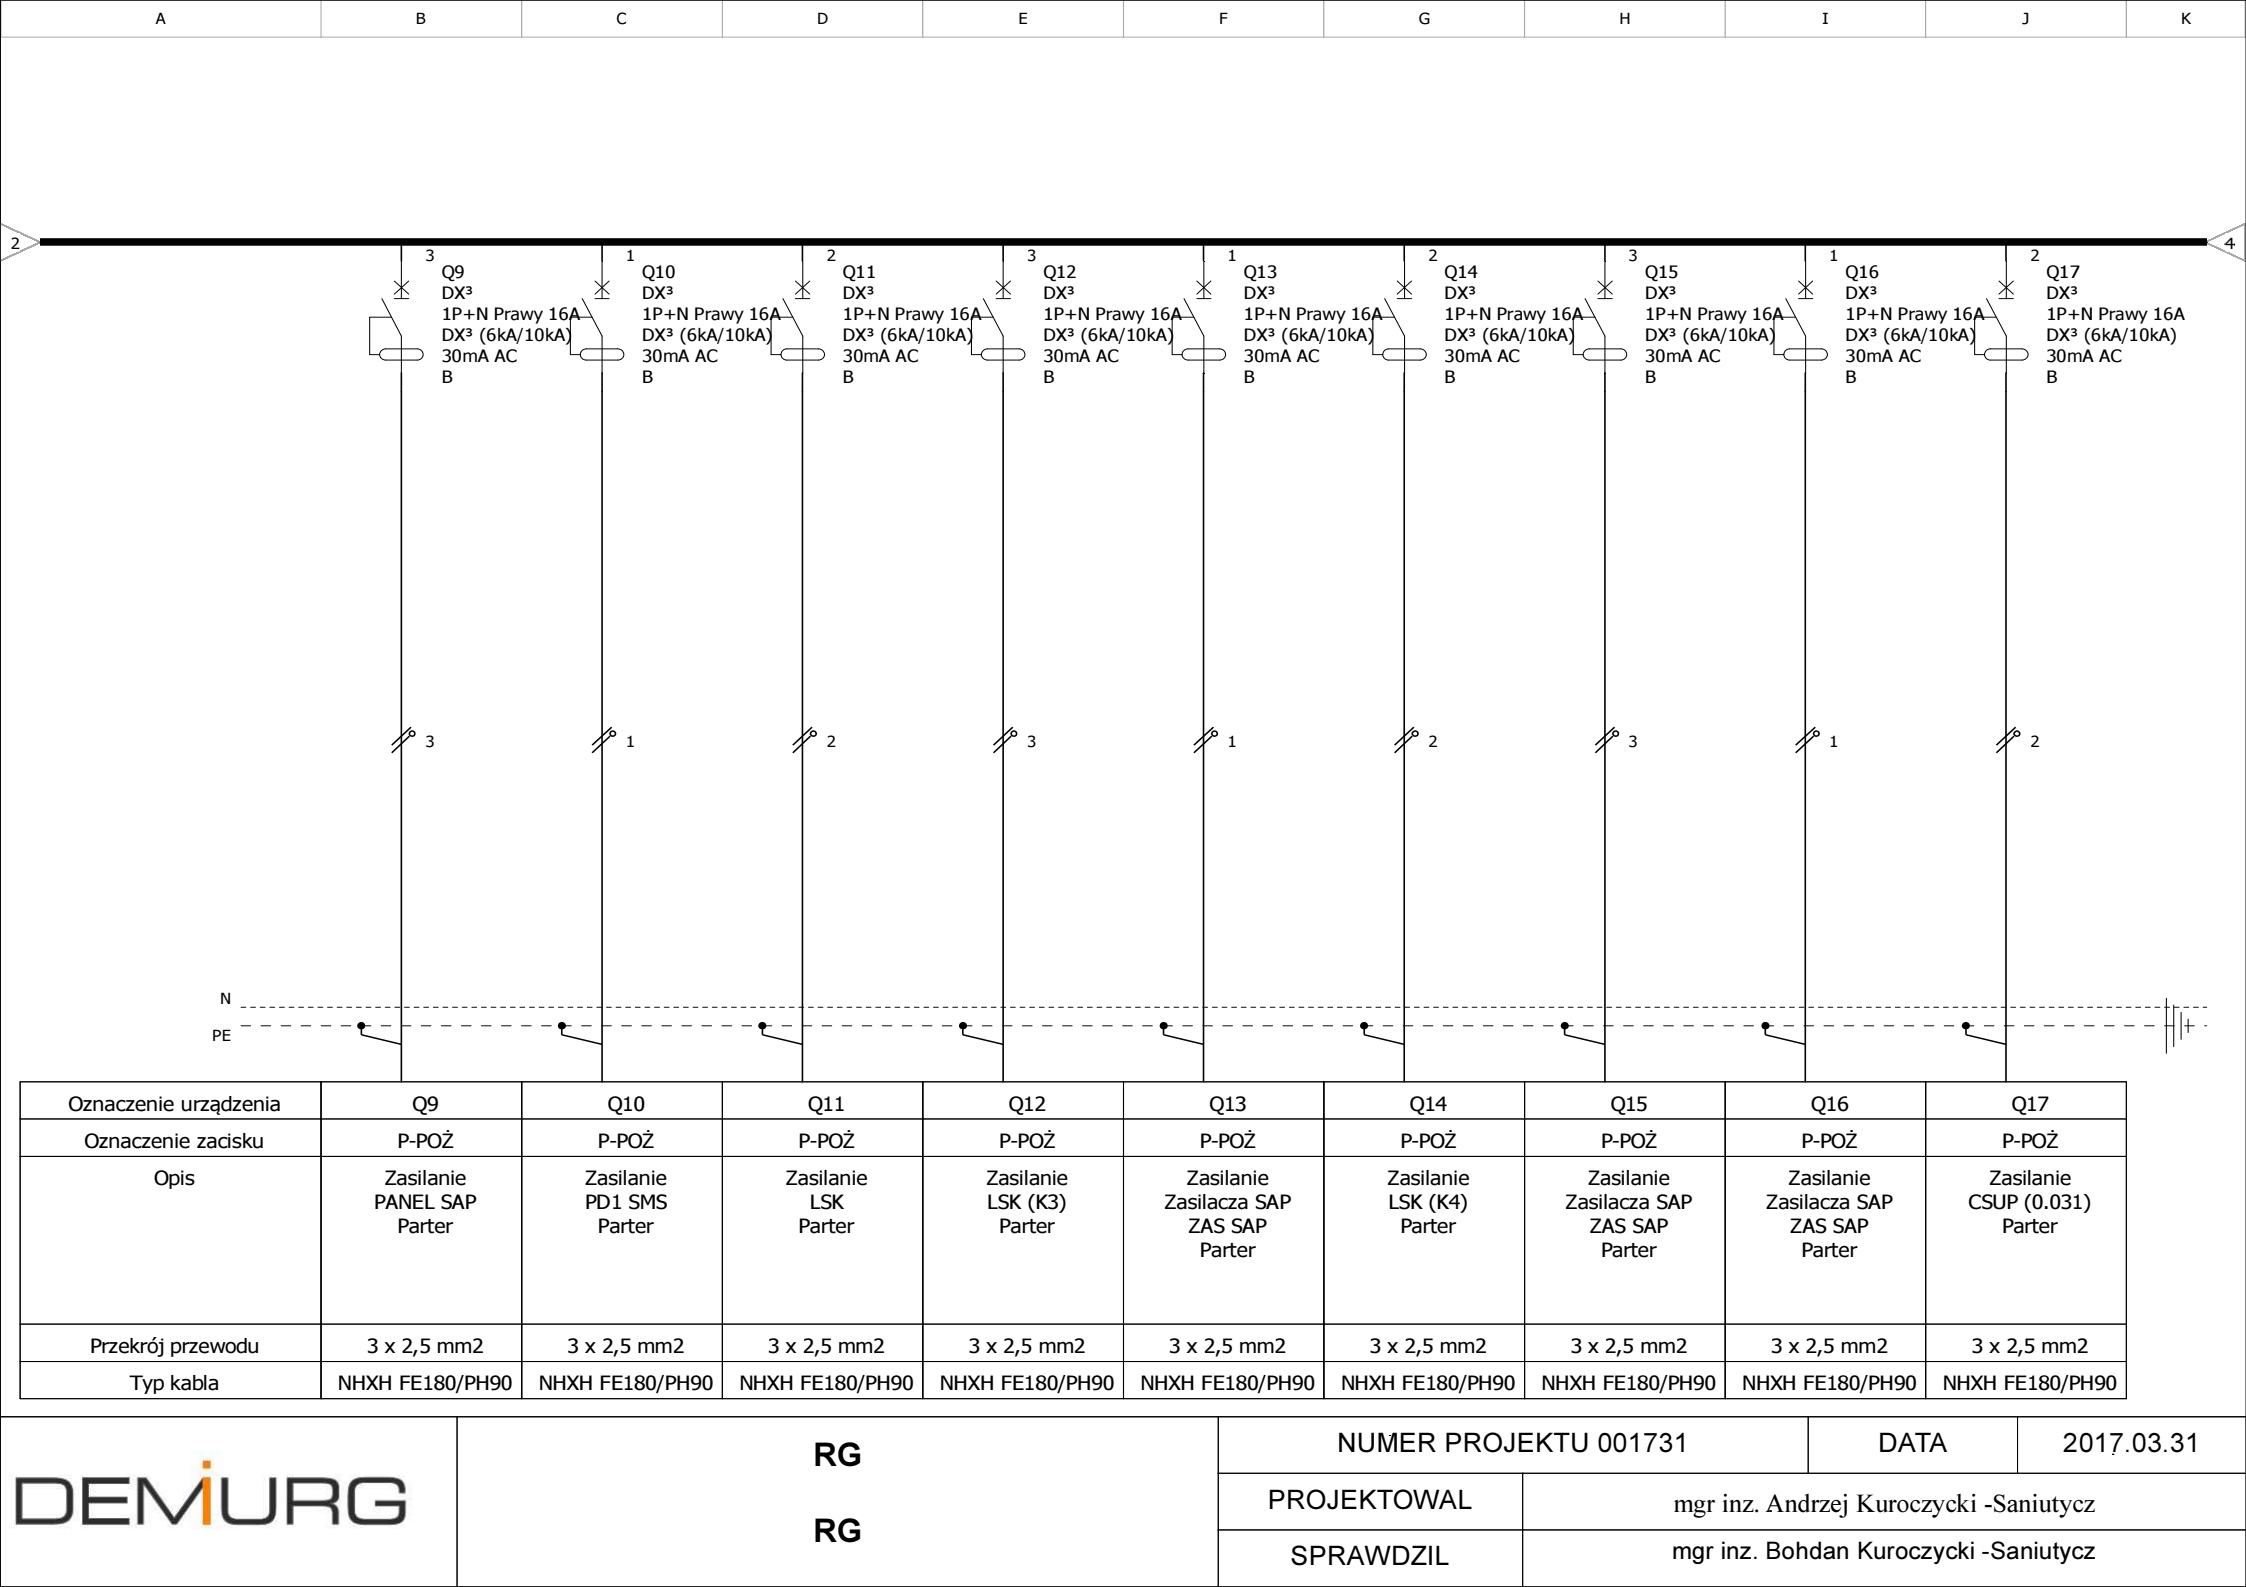 A B C D E F G H I J K
2 4
3 1 2 3 1 2 3 1 2
Q9 Q10 Q11 Q12 Q13 Q14 Q15 Q16 Q17
DX³ DX³ DX³ DX³ DX³ DX³ DX³ DX³ DX³
1P+N Prawy 16A 1P+N Prawy 16A 1P+N Prawy 16A 1P+N Prawy 16A 1P+N Prawy 16A 1P+N Prawy 16A 1P+N Prawy 16A 1P+N Prawy 16A 1P+N Prawy 16A
DX³ (6kA/10kA) DX³ (6kA/10kA) DX³ (6kA/10kA) DX³ (6kA/10kA) DX³ (6kA/10kA) DX³ (6kA/10kA) DX³ (6kA/10kA) DX³ (6kA/10kA) DX³ (6kA/10kA)
30mA AC 30mA AC 30mA AC 30mA AC 30mA AC 30mA AC 30mA AC 30mA AC 30mA AC
B B B B B B B B B
3 1 2 3 1 2 3 1 2
N
PE
Oznaczenie urządzenia Q9 Q10 Q11 Q12 Q13 Q14 Q15 Q16 Q17
Oznaczenie zacisku P-POŻ P-POŻ P-POŻ P-POŻ P-POŻ P-POŻ P-POŻ P-POŻ P-POŻ
Opis Zasilanie Zasilanie Zasilanie Zasilanie Zasilanie Zasilanie Zasilanie Zasilanie Zasilanie
PANEL SAP PD1 SMS LSK LSK (K3) Zasilacza SAP LSK (K4) Zasilacza SAP Zasilacza SAP CSUP (0.031)
Parter Parter Parter Parter ZAS SAP Parter ZAS SAP ZAS SAP Parter
Parter Parter Parter
Przekrój przewodu 3 x 2,5 mm2 3 x 2,5 mm2 3 x 2,5 mm2 3 x 2,5 mm2 3 x 2,5 mm2 3 x 2,5 mm2 3 x 2,5 mm2 3 x 2,5 mm2 3 x 2,5 mm2
Typ kabla NHXH FE180/PH90 NHXH FE180/PH90 NHXH FE180/PH90 NHXH FE180/PH90 NHXH FE180/PH90 NHXH FE180/PH90 NHXH FE180/PH90 NHXH FE180/PH90 NHXH FE180/PH90
DEMIURG
RG
RG
NUMER PROJEKTU 001731 DATA 2017.03.31
PROJEKTOWAL mgr inz. Andrzej Kuroczycki -Saniutycz
SPRAWDZIL mgr inz. Bohdan Kuroczycki -Saniutycz